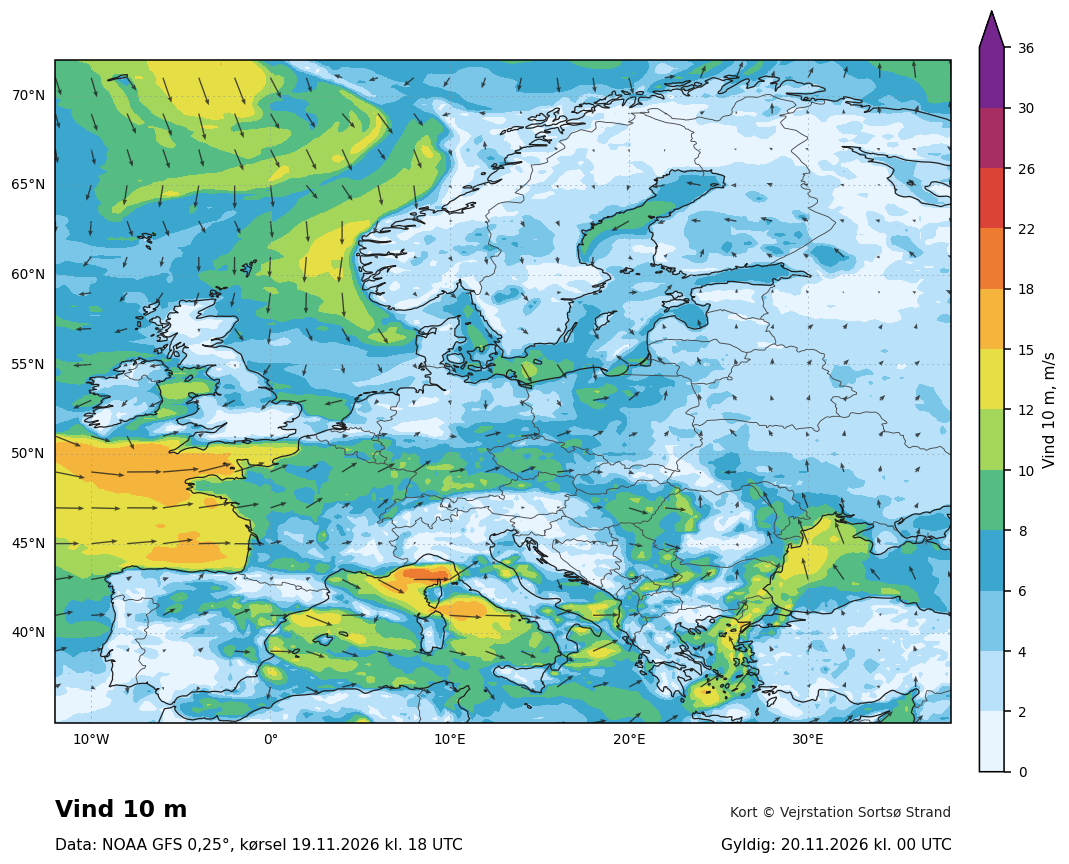 36
30
26
22
18
15
12
10
8
6
4
2
0
Vind 10 m, m/s
70°N
65°N
60°N
55°N
50°N
45°N
40°N
10°W
0°
10°E
20°E
30°E
Vind 10 m
Kort © Vejrstation Sortsø Strand
Data: NOAA GFS 0,25°, kørsel 19.11.2026 kl. 18 UTC
Gyldig: 20.11.2026 kl. 00 UTC